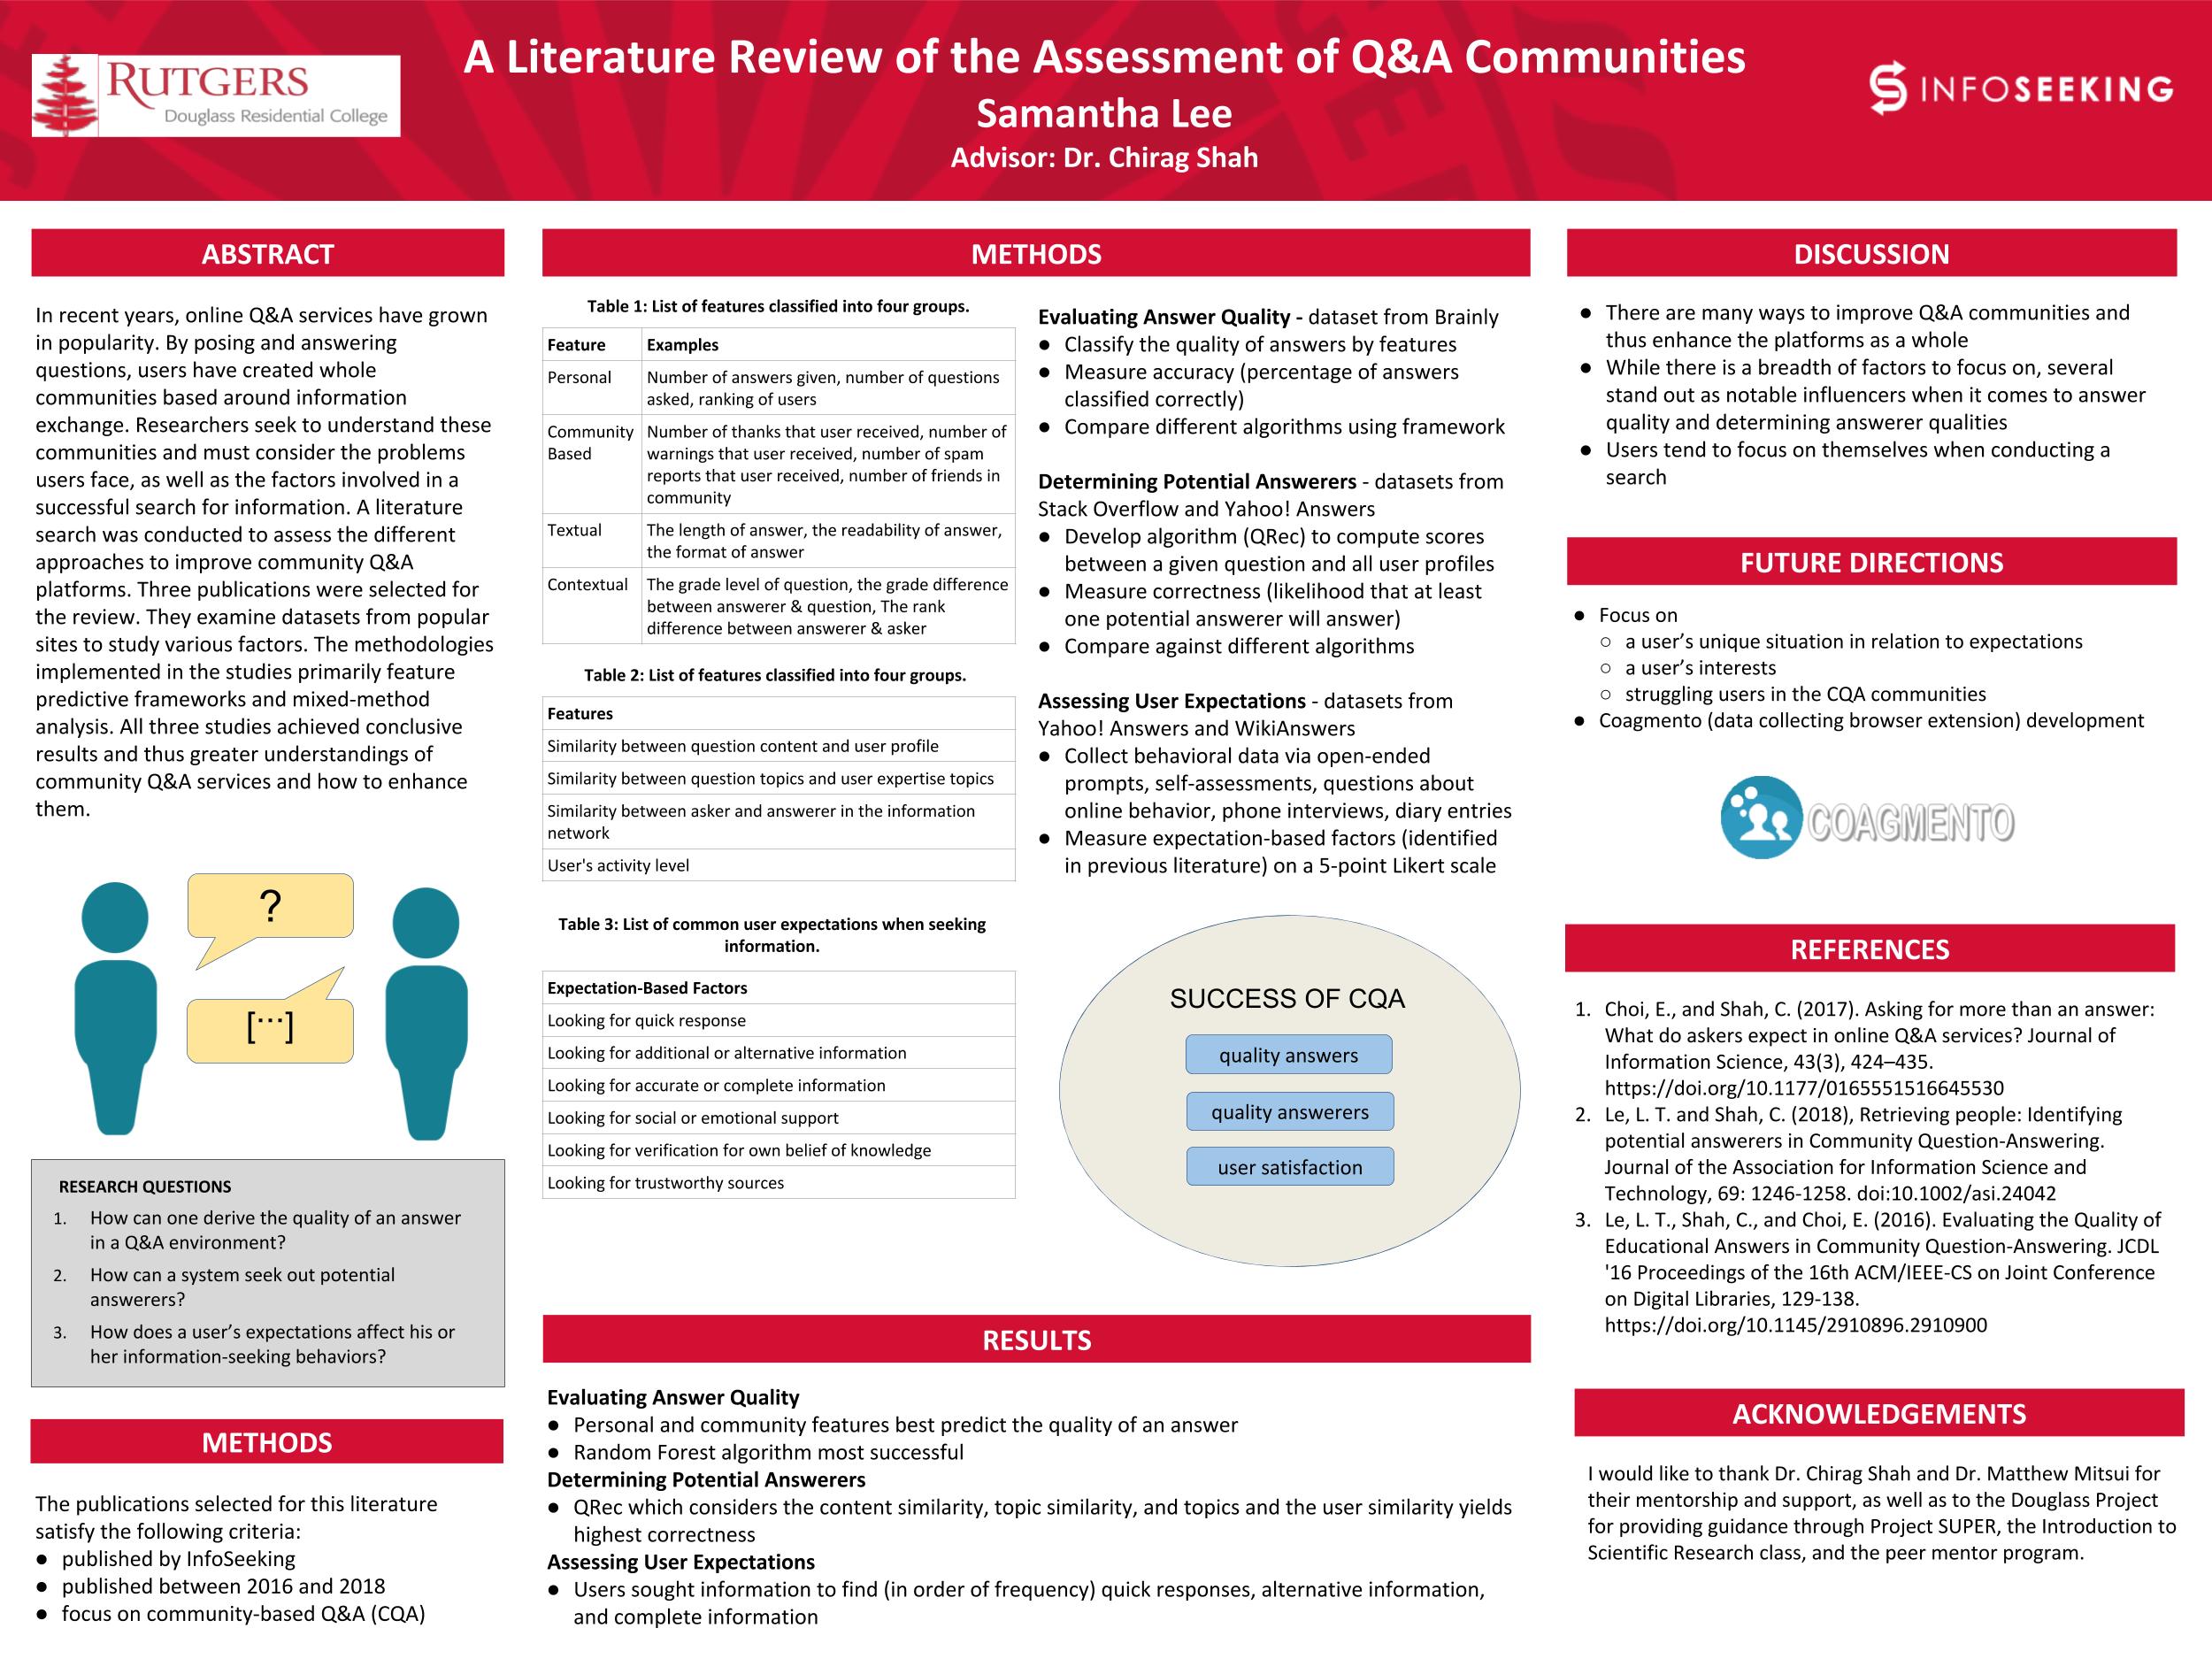 RUTGERS
Douglass Residential College
A Literature Review of the Assessment of Q&A Communities
Samantha Lee
Advisor: Dr. Chirag Shah
INFOSEEKING
ABSTRACT
In recent years, online Q&A services have grown
in popularity. By posing and answering
questions, users have created whole
communities based around information
exchange. Researchers seek to understand these
communities and must consider the problems
users face, as well as the factors involved in a
successful search for information. A literature
search was conducted to assess the different
approaches to improve community Q&A
platforms. Three publications were selected for
the review. They examine datasets from popular
sites to study various factors. The methodologies
implemented in the studies primarily feature
predictive frameworks and mixed-method
analysis. All three studies achieved conclusive
results and thus greater understandings of
community Q&A services and how to enhance
them.
?
[...]
RESEARCH QUESTIONS
1. How can one derive the quality of an answer
in a Q&A environment?
2. How can a system seek out potential
answerers?
3. How does a user's expectations affect his or
her information-seeking behaviors?
METHODS
The publications selected for this literature
satisfy the following criteria:
● published by InfoSeeking
● published between 2016 and 2018
● focus on community-based Q&A (CQA)
METHODS
Table 1: List of features classified into four groups.
Feature Examples
Personal Number of answers given, number of questions
asked, ranking of users
Community Number of thanks that user received, number of
Based warnings that user received, number of spam
reports that user received, number of friends in
community
Textual The length of answer, the readability of answer,
the format of answer
Contextual The grade level of question, the grade difference
between answerer & question, The rank
difference between answerer & asker
Table 2: List of features classified into four groups.
Features
Similarity between question content and user profile
Similarity between question topics and user expertise topics
Similarity between asker and answerer in the information
network
User's activity level
Table 3: List of common user expectations when seeking
information.
Expectation-Based Factors
Looking for quick response
Looking for additional or alternative information
Looking for accurate or complete information
Looking for social or emotional support
Looking for verification for own belief of knowledge
Looking for trustworthy sources
Evaluating Answer Quality - dataset from Brainly
● Classify the quality of answers by features
● Measure accuracy (percentage of answers
classified correctly)
● Compare different algorithms using framework
Determining Potential Answerers - datasets from
Stack Overflow and Yahoo! Answers
● Develop algorithm (QRec) to compute scores
between a given question and all user profiles
● Measure correctness (likelihood that at least
one potential answerer will answer)
● Compare against different algorithms
Assessing User Expectations - datasets from
Yahoo! Answers and WikiAnswers
● Collect behavioral data via open-ended
prompts, self-assessments, questions about
online behavior, phone interviews, diary entries
● Measure expectation-based factors (identified
in previous literature) on a 5-point Likert scale
SUCCESS OF CQA
quality answers
quality answerers
user satisfaction
RESULTS
Evaluating Answer Quality
● Personal and community features best predict the quality of an answer
● Random Forest algorithm most successful
Determining Potential Answerers
● QRec which considers the content similarity, topic similarity, and topics and the user similarity yields
highest correctness
Assessing User Expectations
● Users sought information to find (in order of frequency) quick responses, alternative information,
and complete information
DISCUSSION
● There are many ways to improve Q&A communities and
thus enhance the platforms as a whole
● While there is a breadth of factors to focus on, several
stand out as notable influencers when it comes to answer
quality and determining answerer qualities
● Users tend to focus on themselves when conducting a
search
FUTURE DIRECTIONS
● Focus on
○ a user's unique situation in relation to expectations
○ a user's interests
○ struggling users in the CQA communities
● Coagmento (data collecting browser extension) development
COAGMENTO
REFERENCES
1. Choi, E., and Shah, C. (2017). Asking for more than an answer:
What do askers expect in online Q&A services? Journal of
Information Science, 43(3), 424–435.
https://doi.org/10.1177/0165551516645530
2. Le, L. T. and Shah, C. (2018), Retrieving people: Identifying
potential answerers in Community Question-Answering.
Journal of the Association for Information Science and
Technology, 69: 1246-1258. doi:10.1002/asi.24042
3. Le, L. T., Shah, C., and Choi, E. (2016). Evaluating the Quality of
Educational Answers in Community Question-Answering. JCDL
'16 Proceedings of the 16th ACM/IEEE-CS on Joint Conference
on Digital Libraries, 129-138.
https://doi.org/10.1145/2910896.2910900
ACKNOWLEDGEMENTS
I would like to thank Dr. Chirag Shah and Dr. Matthew Mitsui for
their mentorship and support, as well as to the Douglass Project
for providing guidance through Project SUPER, the Introduction to
Scientific Research class, and the peer mentor program.